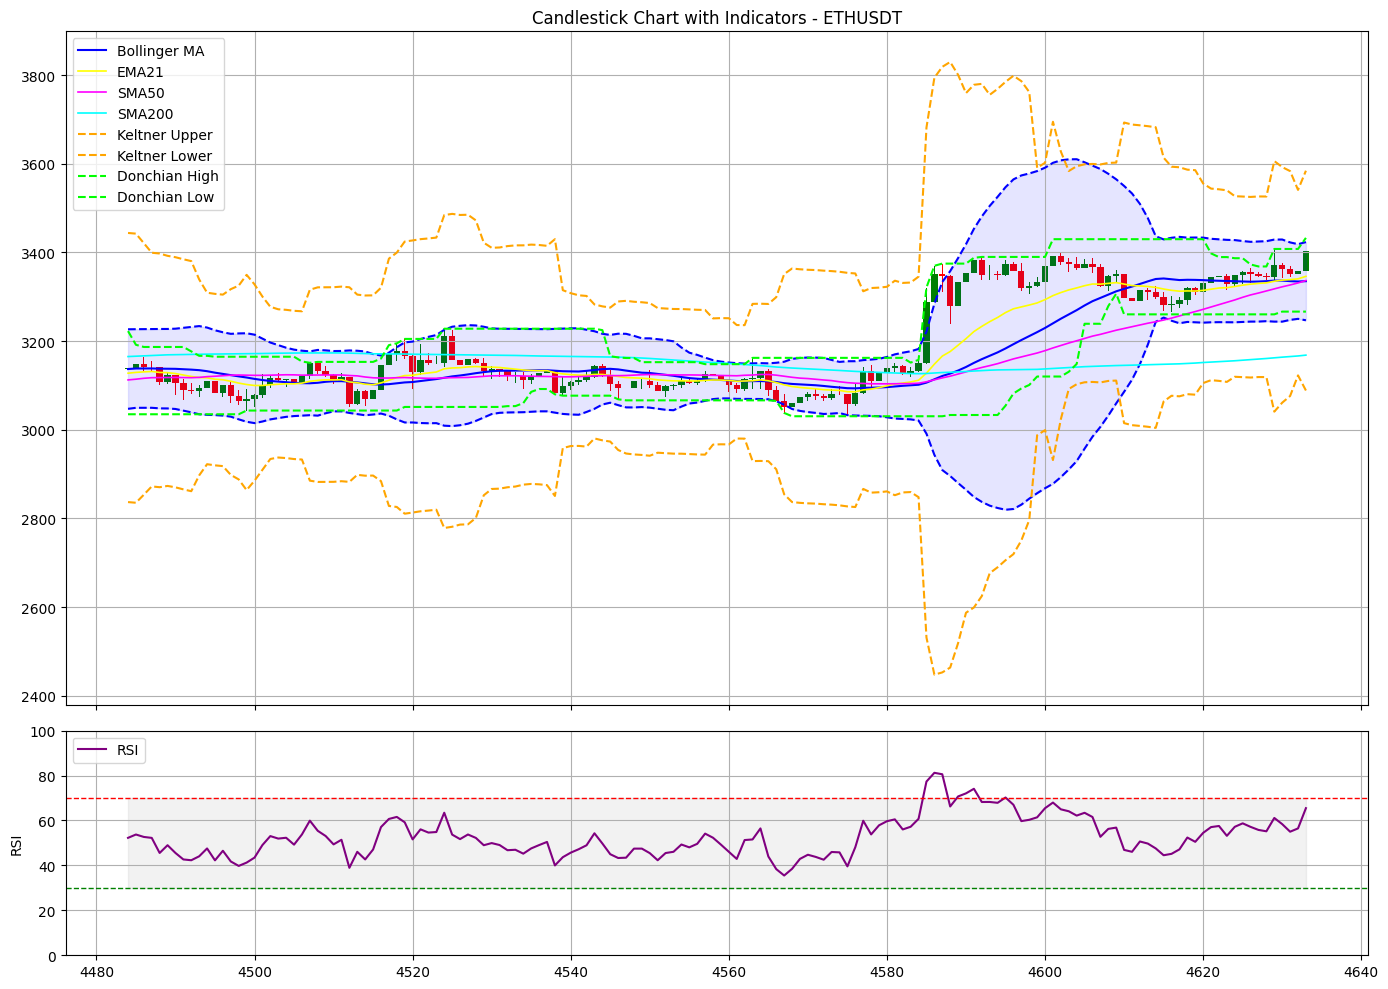 Candlestick Chart with Indicators - ETHUSDT
Bollinger MA
EMA21
SMA50
SMA200
Keltner Upper
Keltner Lower
Donchian High
Donchian Low
3800
3600
3400
3200
3000
2800
2600
2400
RSI
100
80
60
40
20
0
RSI
4480 4500 4520 4540 4560 4580 4600 4620 4640